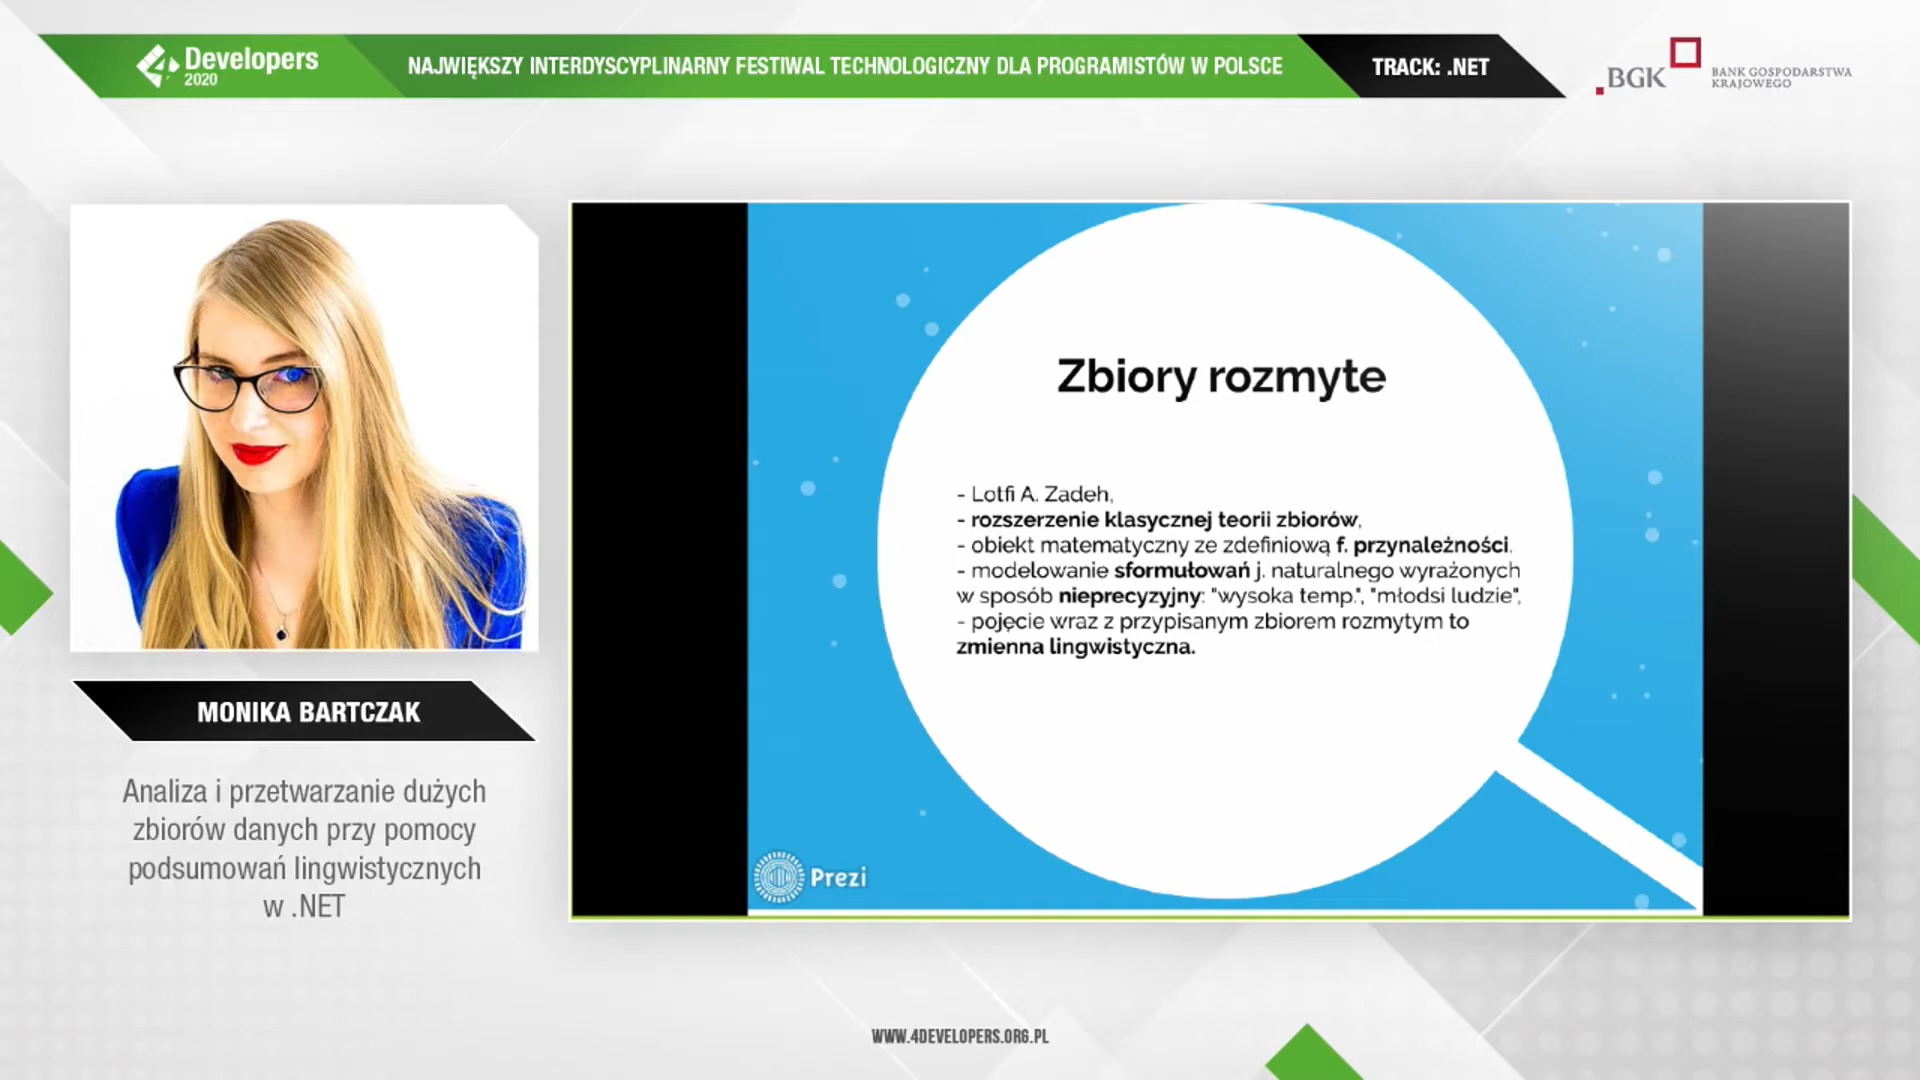 4 Developers
2020
NAJWIĘKSZY INTERDYSCYPLINARNY FESTIWAL TECHNOLOGICZNY DLA PROGRAMISTÓW W POLSCE
TRACK: .NET
BGK
BANK GOSPODARSTWA
KRAJOWEGO
Zbiory rozmyte
- Lotfi A. Zadeh,
- rozszerzenie klasycznej teorii zbiorów,
- obiekt matematyczny ze zdefiniową f. przynależności,
- modelowanie sformułowań j. naturalnego wyrażonych
w sposób nieprecyzyjny: "wysoka temp.", "młodsi ludzie",
- pojęcie wraz z przypisanym zbiorem rozmytym to
zmienna lingwistyczna.
Prezi
MONIKA BARTCZAK
Analiza i przetwarzanie dużych
zbiorów danych przy pomocy
podsumowań lingwistycznych
w .NET
WWW.4DEVELOPERS.ORG.PL